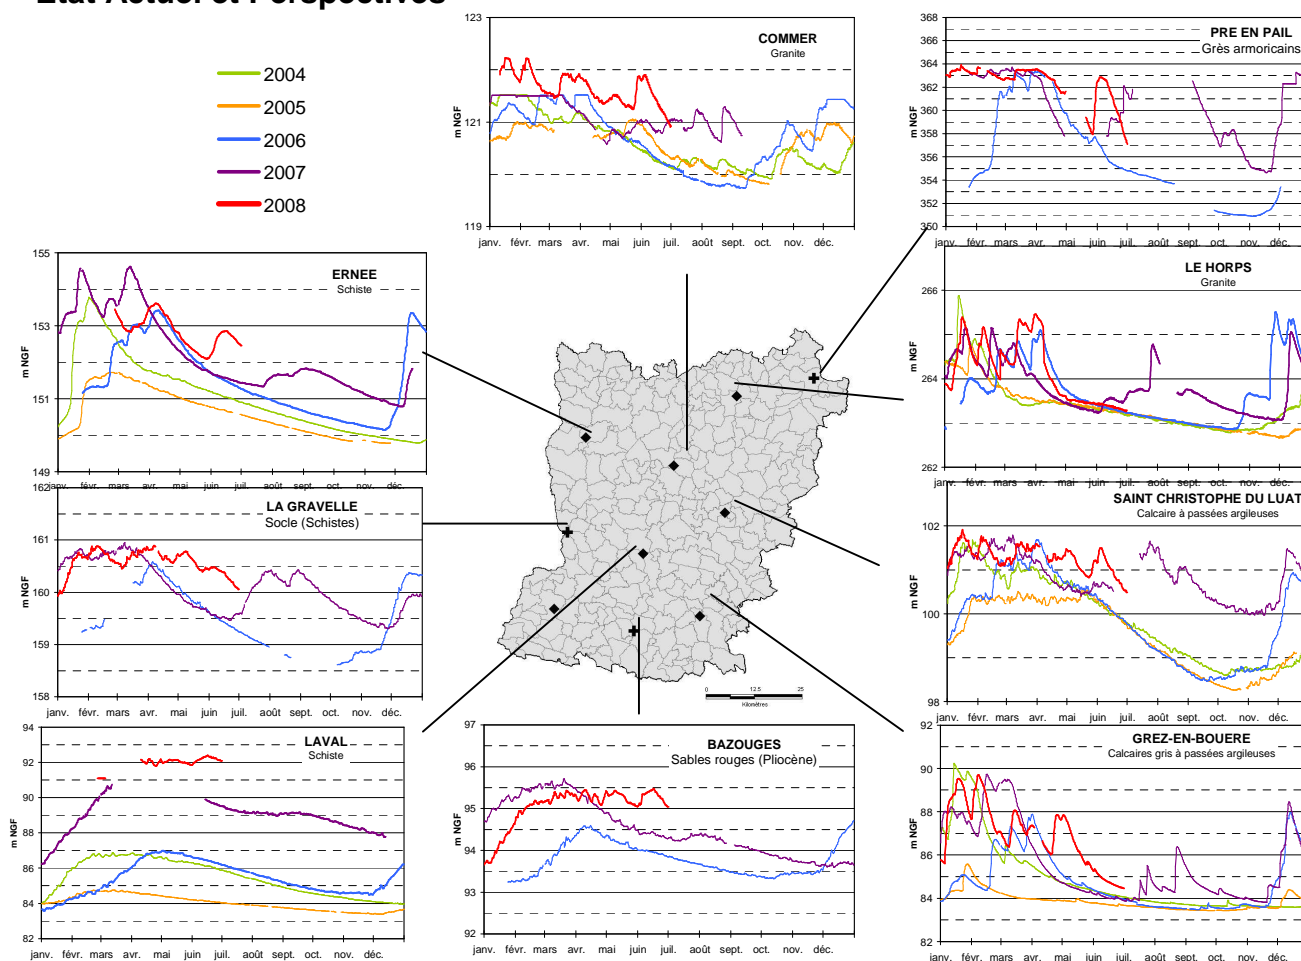 Etat Actuel et Perspectives
2004
2005
2006
2007
2008
COMMER
Granite
m NGF
123
121
119
janv. févr. mars avr. mai juin juil. août sept. oct. nov. déc.
PRE EN PAIL
Grès armoricains
m NGF
368
366
364
362
360
358
356
354
352
350
janv. févr. mars avr. mai juin juil. août sept. oct. nov. déc.
ERNEE
Schiste
m NGF
155
153
151
149
janv. févr. mars avr. mai juin juil. août sept. oct. nov. déc.
LE HORPS
Granite
m NGF
266
264
262
janv. févr. mars avr. mai juin juil. août sept. oct. nov. déc.
LA GRAVELLE
Socle (Schistes)
m NGF
162
161
160
159
158
janv. févr. mars avr. mai juin juil. août sept. oct. nov. déc.
SAINT CHRISTOPHE DU LUAT
Calcaire à passées argileuses
m NGF
102
100
98
janv. févr. mars avr. mai juin juil. août sept. oct. nov. déc.
0 12.5 25
Kilomètres
LAVAL
Schiste
m NGF
94
92
90
88
86
84
82
janv. févr. mars avr. mai juin juil. août sept. oct. nov. déc.
BAZOUGES
Sables rouges (Pliocène)
m NGF
97
96
95
94
93
92
janv. févr. mars avr. mai juin juil. août sept. oct. nov. déc.
GREZ-EN-BOUERE
Calcaires gris à passées argileuses
m NGF
92
90
88
86
84
82
janv. févr. mars avr. mai juin juil. août sept. oct. nov. déc.